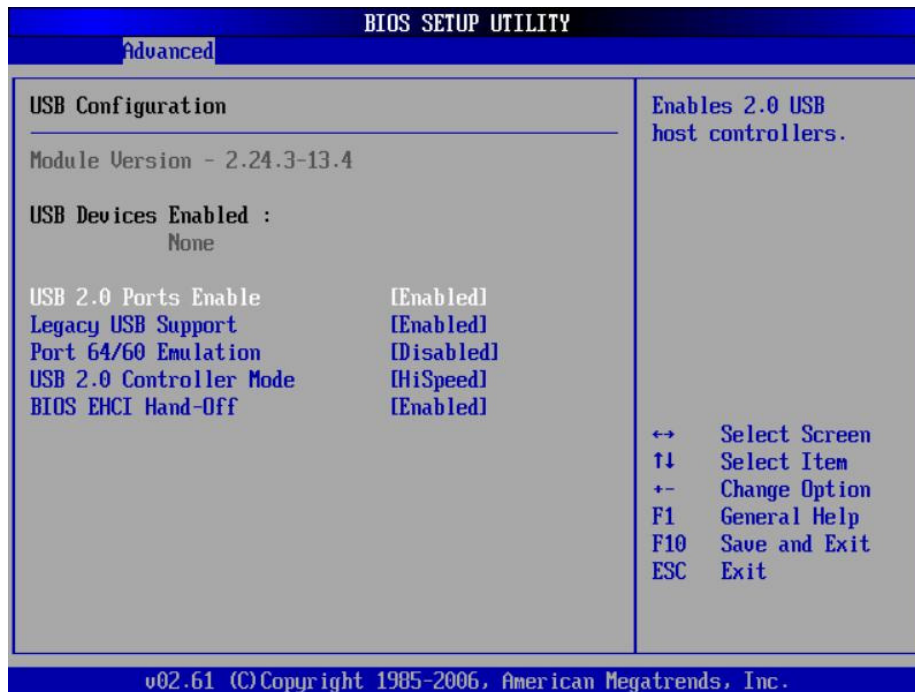 BIOS SETUP UTILITY
Advanced
USB Configuration
Module Version - 2.24.3-13.4
USB Devices Enabled :
None
USB 2.0 Ports Enable [Enabled]
Legacy USB Support [Enabled]
Port 64/60 Emulation [Disabled]
USB 2.0 Controller Mode [HiSpeed]
BIOS EHCI Hand-Off [Enabled]
Enables 2.0 USB
host controllers.
←→ Select Screen
↑↓ Select Item
+- Change Option
F1 General Help
F10 Save and Exit
ESC Exit
v02.61 (C)Copyright 1985-2006, American Megatrends, Inc.